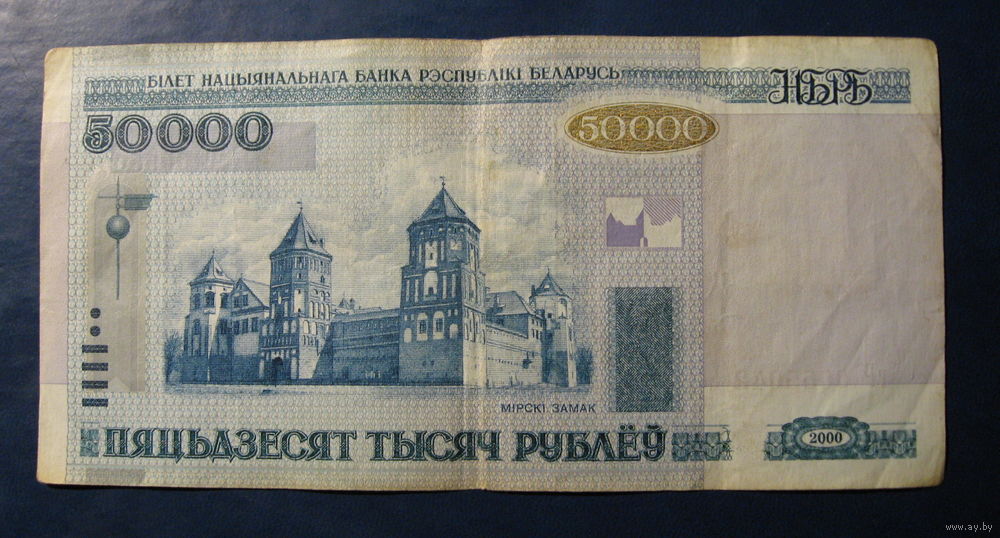 БІЛЕТ НАЦЫЯНАЛЬНАГА БАНКА РЭСПУБЛІКІ БЕЛАРУСЬ
НБРБ
50000
50000
МІРСКІ ЗАМАК
ПЯЦЬДЗЕСЯТ ТЫСЯЧ РУБЛЁЎ
2000
www.ay.by